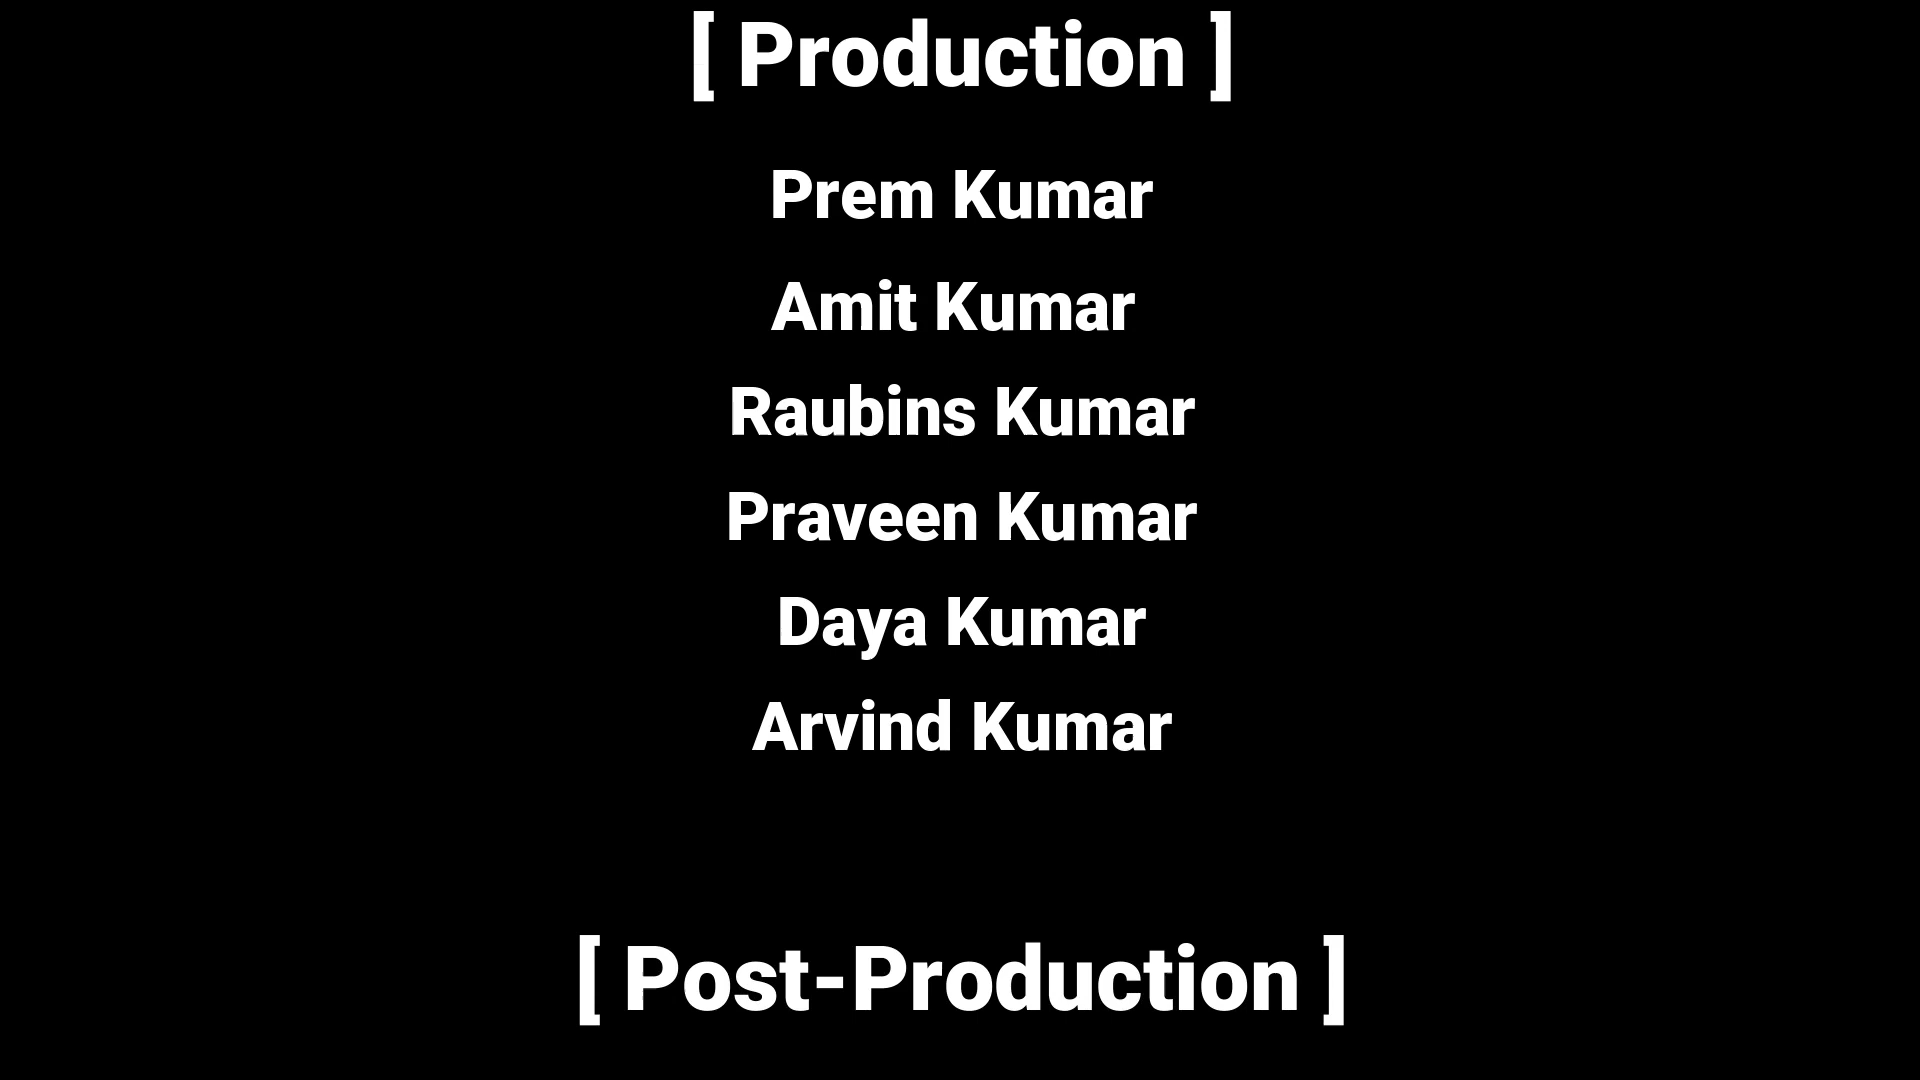 [ Production ]
Prem Kumar
Amit Kumar
Raubins Kumar
Praveen Kumar
Daya Kumar
Arvind Kumar
[ Post-Production ]